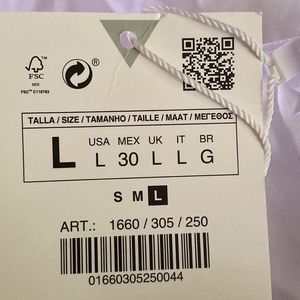 FSC
MIX
FSC™ C116783
TALLA / SIZE / TAMANHO / TAILLE / MAAT / ΜΕΓΕΘΟΣ
L USA MEX UK IT BR
L 30 L L G
S M L
ART.: 1660 / 305 / 250
01660305250044